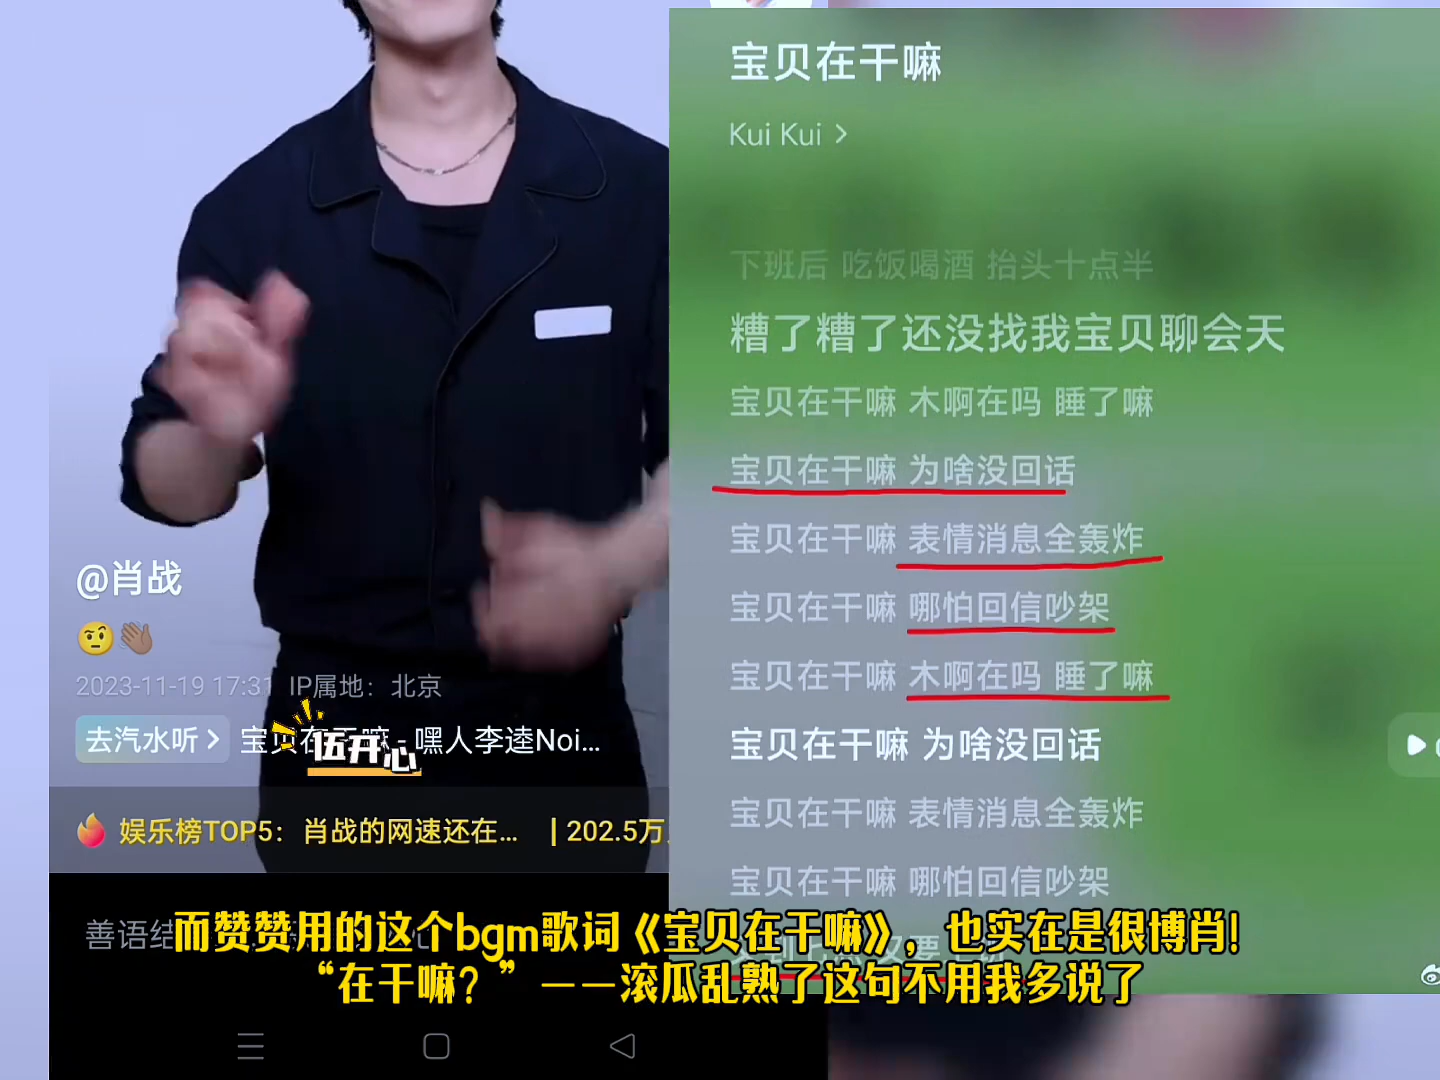 宝贝在干嘛
Kui Kui >
下班后 吃饭喝酒 抬头十点半
糟了糟了还没找我宝贝聊会天
宝贝在干嘛 木啊在吗 睡了嘛
宝贝在干嘛 为啥没回话
宝贝在干嘛 表情消息全轰炸
宝贝在干嘛 哪怕回信吵架
宝贝在干嘛 木啊在吗 睡了嘛
宝贝在干嘛 为啥没回话
宝贝在干嘛 表情消息全轰炸
宝贝在干嘛 哪怕回信吵架
@肖战
2023-11-19 17:31 IP属地：北京
去汽水听 > 宝贝在干嘛 - 嘿人李逵Noi...
伍开心
娱乐榜TOP5：肖战的网速还在... | 202.5万
善语结
而赞赞用的这个bgm歌词《宝贝在干嘛》，也实在是很博肖!
“在干嘛？”——滚瓜乱熟了这句不用我多说了